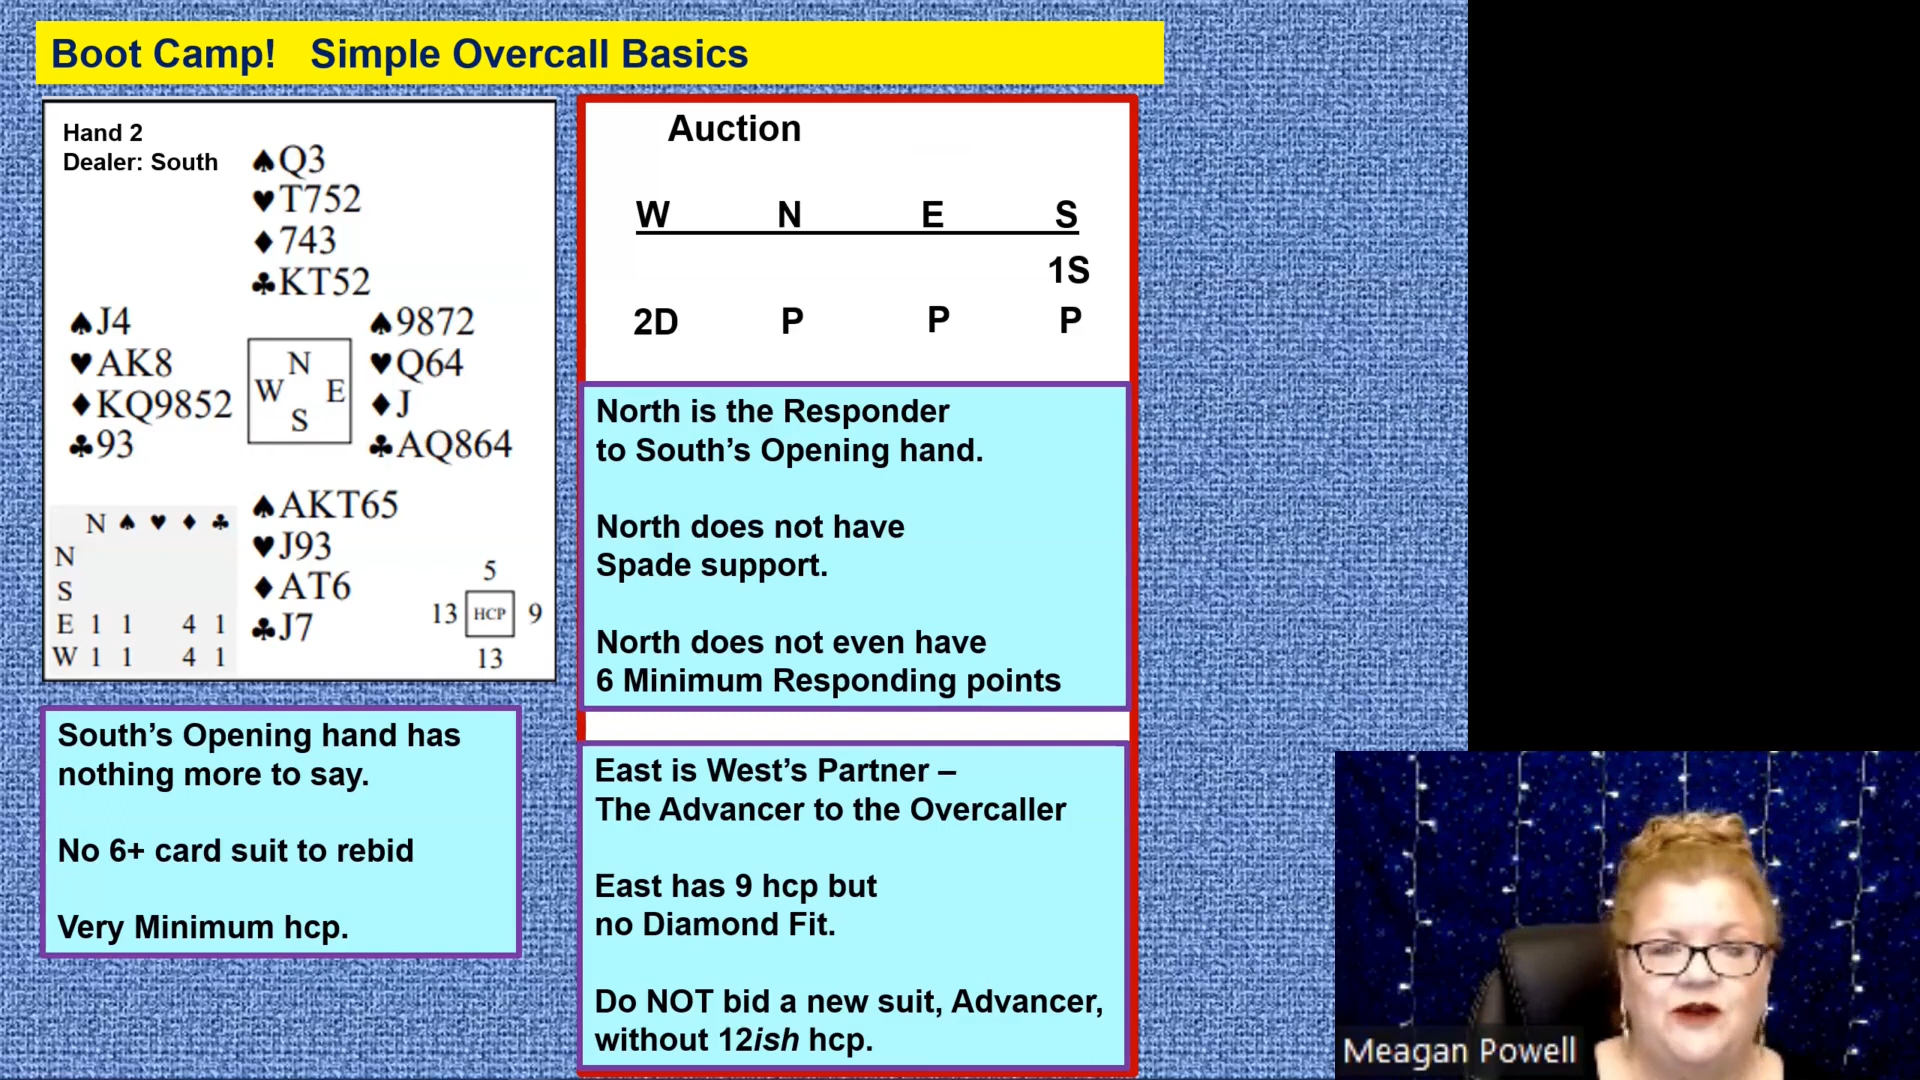 Boot Camp!   Simple Overcall Basics
Hand 2
Dealer: South
♠Q3
♥T752
♦743
♣KT52
♠J4
♥AK8
♦KQ9852
♣93
N
W E
S
♠9872
♥Q64
♦J
♣AQ864
♠AKT65
♥J93
♦AT6
♣J7
N ♠ ♥ ♦ ♣
N
S
E 1 1 4 1
W 1 1 4 1
5
13 HCP 9
13
Auction
W N E S
1S
2D P P P
North is the Responder
to South’s Opening hand.
North does not have
Spade support.
North does not even have
6 Minimum Responding points
South’s Opening hand has
nothing more to say.
No 6+ card suit to rebid
Very Minimum hcp.
East is West’s Partner –
The Advancer to the Overcaller
East has 9 hcp but
no Diamond Fit.
Do NOT bid a new suit, Advancer,
without 12ish hcp.
Meagan Powell